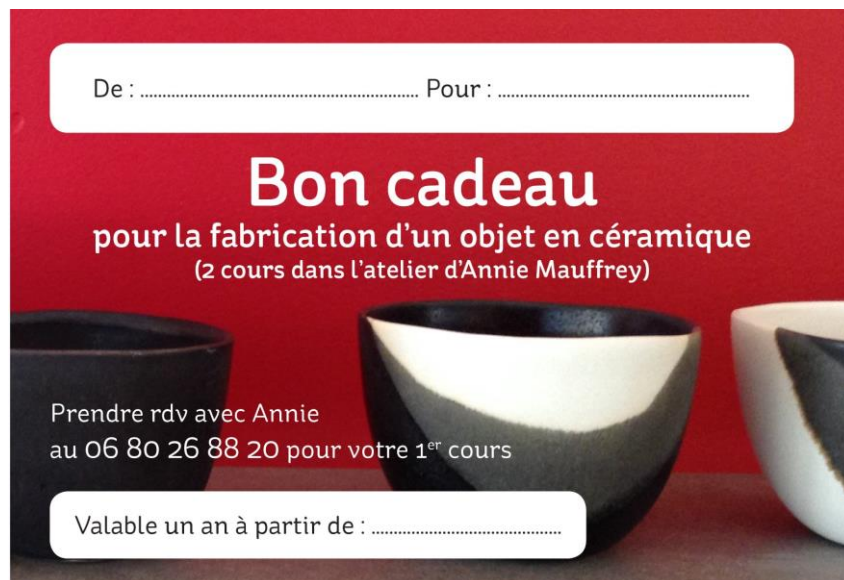 De : ........................................................... Pour : .....................................................
Bon cadeau
pour la fabrication d'un objet en céramique
(2 cours dans l'atelier d'Annie Mauffrey)
Prendre rdv avec Annie
au 06 80 26 88 20 pour votre 1er cours
Valable un an à partir de : ........................................